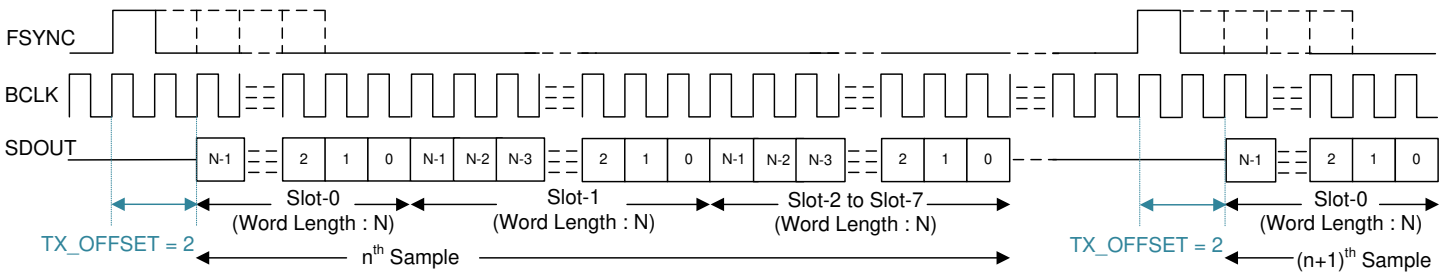 FSYNC
BCLK
SDOUT
N-1 2 1 0 N-1 N-2 N-3 2 1 0 N-1 N-2 N-3 2 1 0 N-1 2 1 0
Slot-0 Slot-1 Slot-2 to Slot-7 Slot-0
(Word Length : N) (Word Length : N) (Word Length : N) (Word Length : N)
TX_OFFSET = 2 TX_OFFSET = 2
nth Sample (n+1)th Sample